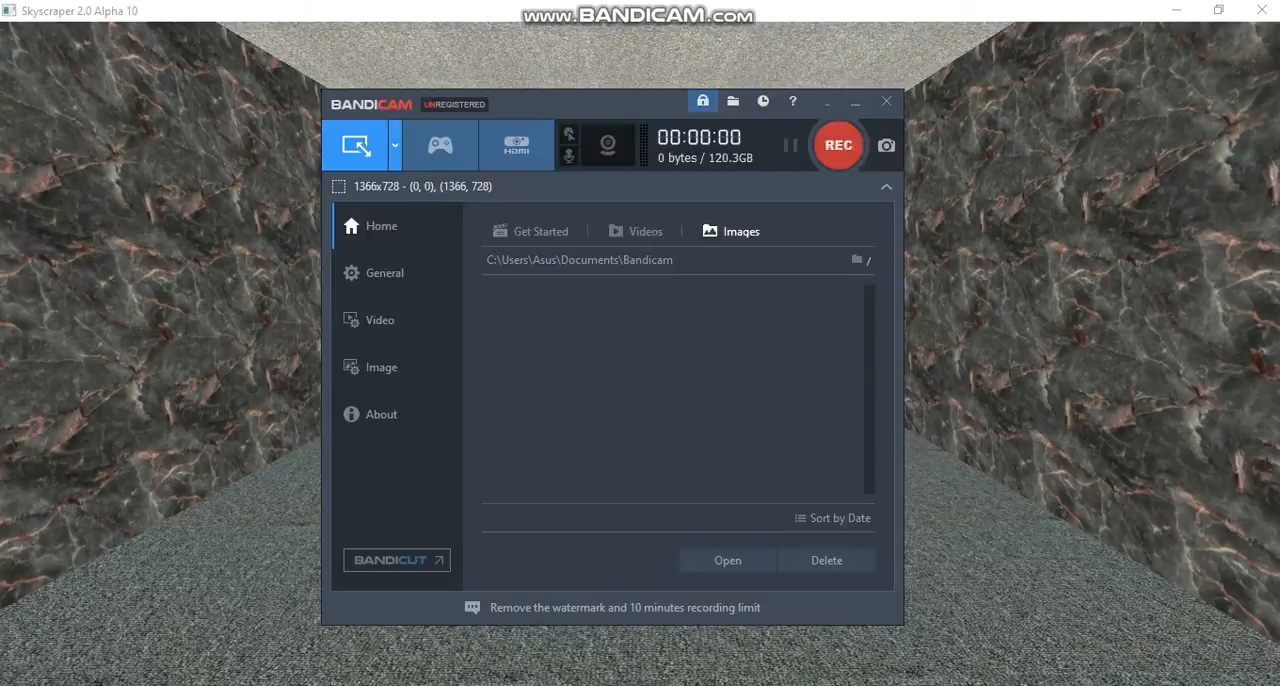 Skyscraper 2.0 Alpha 10
www.BANDICAM.com
BANDICAM UNREGISTERED
?
HDMI
00:00:00
0 bytes / 120.3GB
REC
1366x728 - (0, 0), (1366, 728)
Home
General
Video
Image
About
BANDICUT
Get Started
Videos
Images
C:\Users\Asus\Documents\Bandicam
/
Sort by Date
Open
Delete
Remove the watermark and 10 minutes recording limit